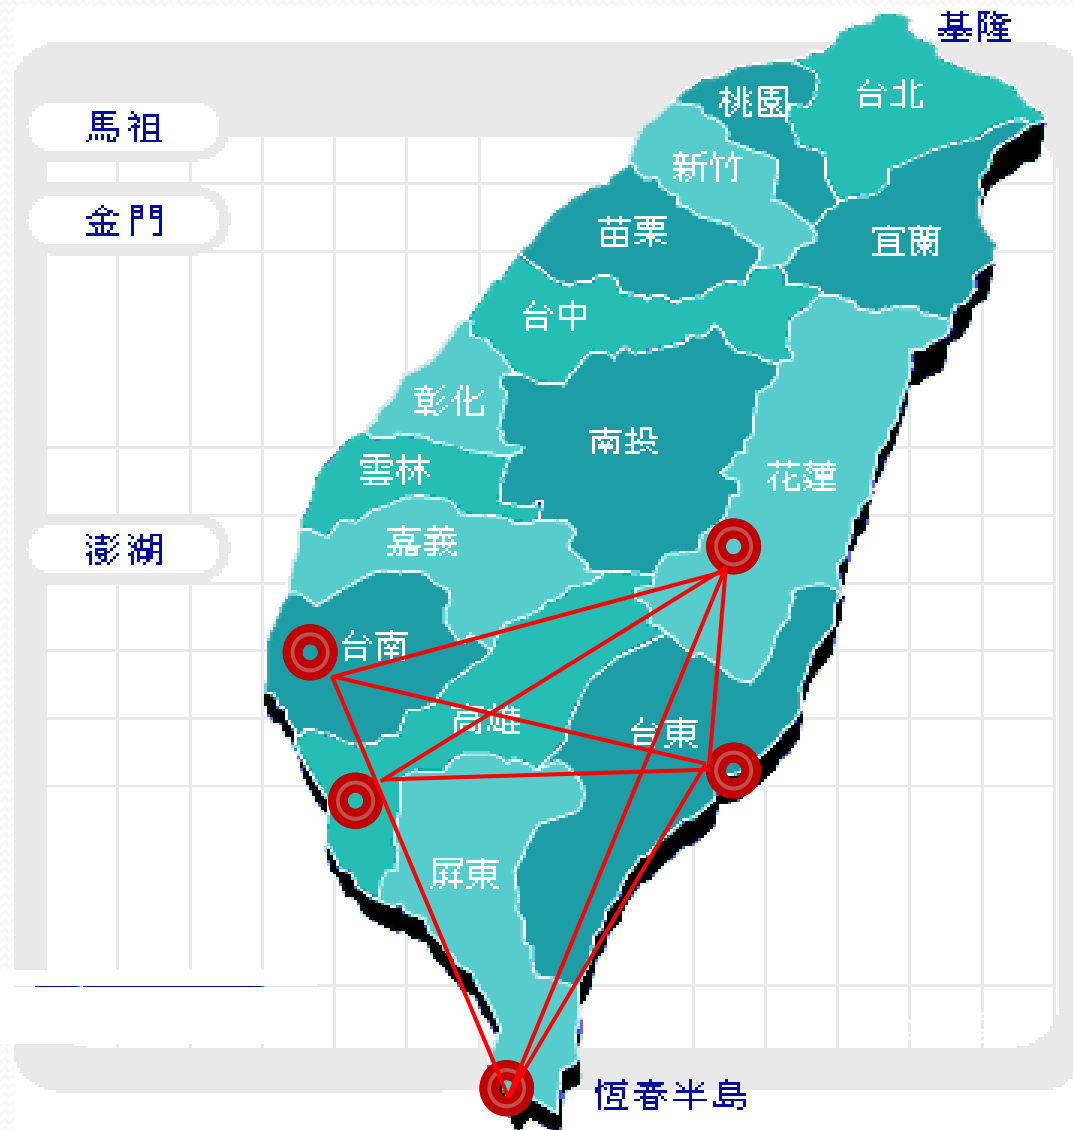 基隆
台北
桃園
馬祖
新竹
金門
苗栗
宜蘭
台中
彰化
南投
雲林
花蓮
嘉義
澎湖
台南
高雄
台東
屏東
恆春半島